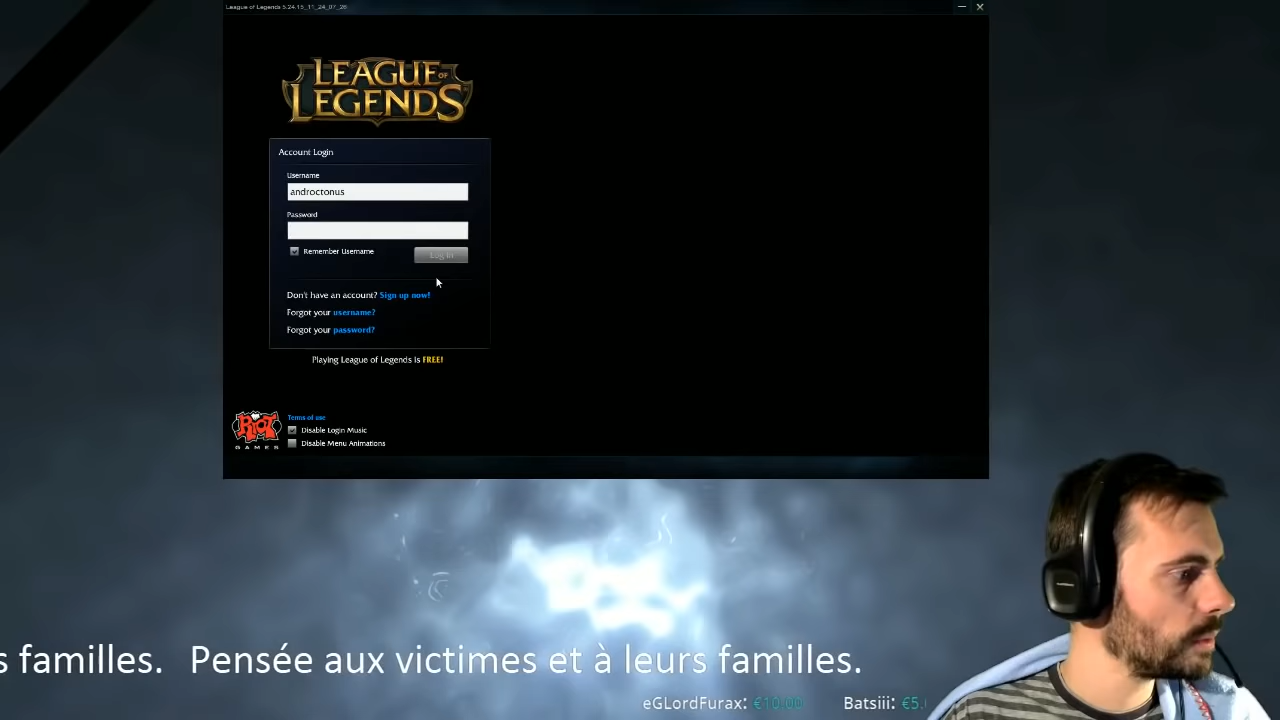 League of Legends 5.24.15_11_24_07_26
LEAGUE OF
LEGENDS
Account Login
Username
androctonus
Password
Remember Username
Log In
Don't have an account? Sign up now!
Forgot your username?
Forgot your password?
Playing League of Legends is FREE!
RIOT
GAMES
Terms of use
Disable Login Music
Disable Menu Animations
s familles. Pensée aux victimes et à leurs familles.
eGLordFurax: €10.00 Batsiii: €5.